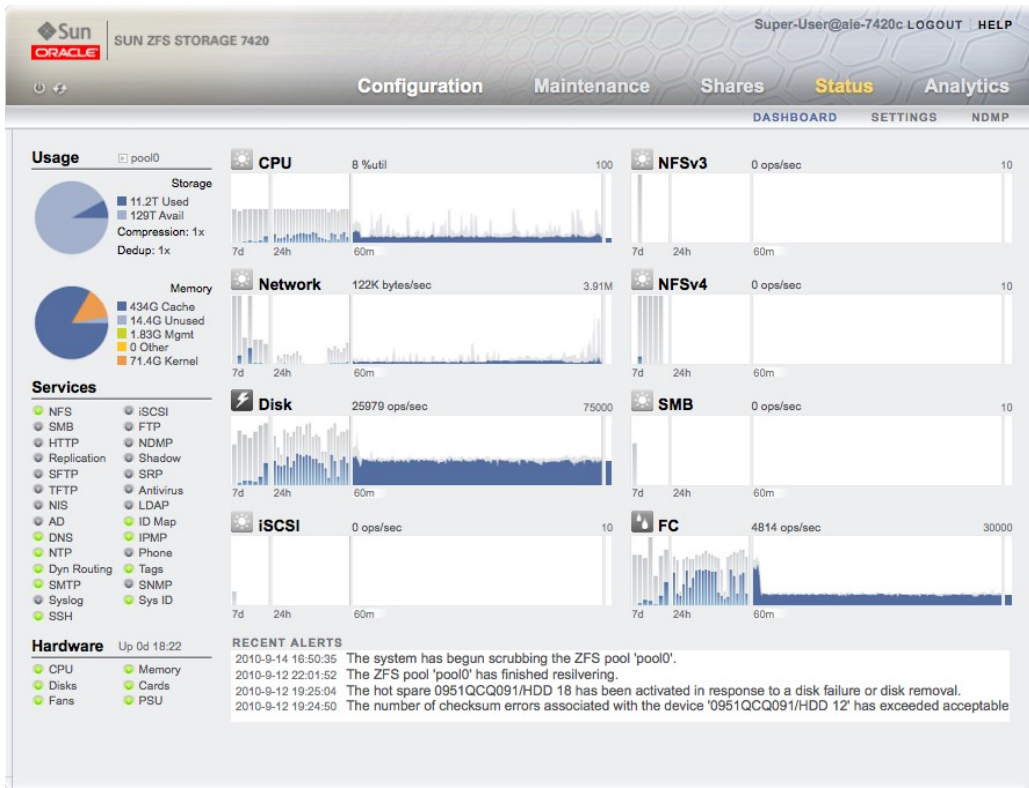 Sun
ORACLE
SUN ZFS STORAGE 7420
Super-User@aie-7420c LOGOUT HELP
Configuration Maintenance Shares Status Analytics
DASHBOARD SETTINGS NDMP
Usage pool0
Storage
11.2T Used
129T Avail
Compression: 1x
Dedup: 1x
Memory
434G Cache
14.4G Unused
1.83G Mgmt
0 Other
71.4G Kernel
Services
NFS iSCSI
SMB FTP
HTTP NDMP
Replication Shadow
SFTP SRP
TFTP Antivirus
NIS LDAP
AD ID Map
DNS IPMP
NTP Phone
Dyn Routing Tags
SMTP SNMP
Syslog Sys ID
SSH
Hardware Up 0d 18:22
CPU Memory
Disks Cards
Fans PSU
CPU 8 %util 100
7d 24h 60m
Network 122K bytes/sec 3.91M
7d 24h 60m
Disk 25979 ops/sec 75000
7d 24h 60m
iSCSI 0 ops/sec 10
7d 24h 60m
NFSv3 0 ops/sec 10
7d 24h 60m
NFSv4 0 ops/sec 10
7d 24h 60m
SMB 0 ops/sec 10
7d 24h 60m
FC 4814 ops/sec 30000
7d 24h 60m
RECENT ALERTS
2010-9-14 16:50:35 The system has begun scrubbing the ZFS pool 'pool0'.
2010-9-12 22:01:52 The ZFS pool 'pool0' has finished resilvering.
2010-9-12 19:25:04 The hot spare 0951QCQ091/HDD 18 has been activated in response to a disk failure or disk removal.
2010-9-12 19:24:50 The number of checksum errors associated with the device '0951QCQ091/HDD 12' has exceeded acceptable